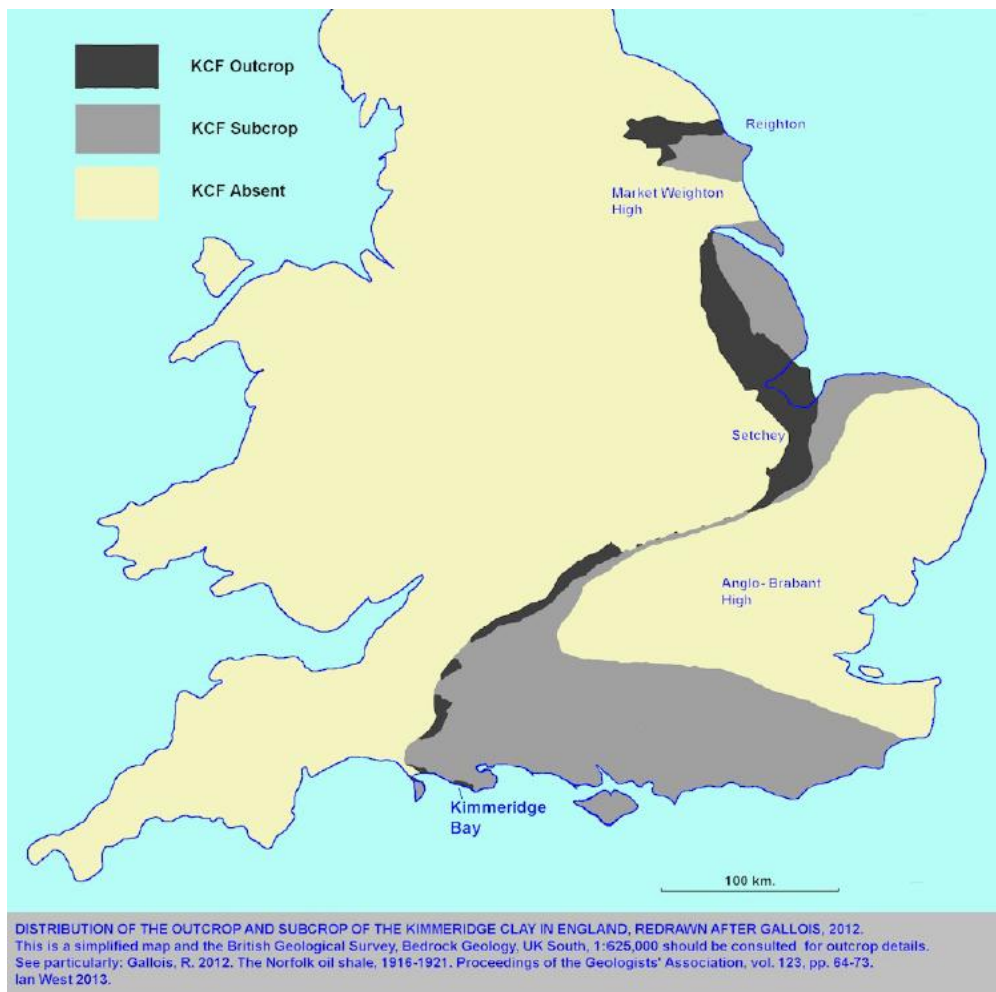 KCF Outcrop
KCF Subcrop
KCF Absent
Reighton
Market Weighton
High
Setchey
Anglo- Brabant
High
Kimmeridge
Bay
100 km.
DISTRIBUTION OF THE OUTCROP AND SUBCROP OF THE KIMMERIDGE CLAY IN ENGLAND, REDRAWN AFTER GALLOIS, 2012.
This is a simplified map and the British Geological Survey, Bedrock Geology, UK South, 1:625,000 should be consulted for outcrop details.
See particularly: Gallois, R. 2012. The Norfolk oil shale, 1916-1921. Proceedings of the Geologists' Association, vol. 123, pp. 64-73.
Ian West 2013.